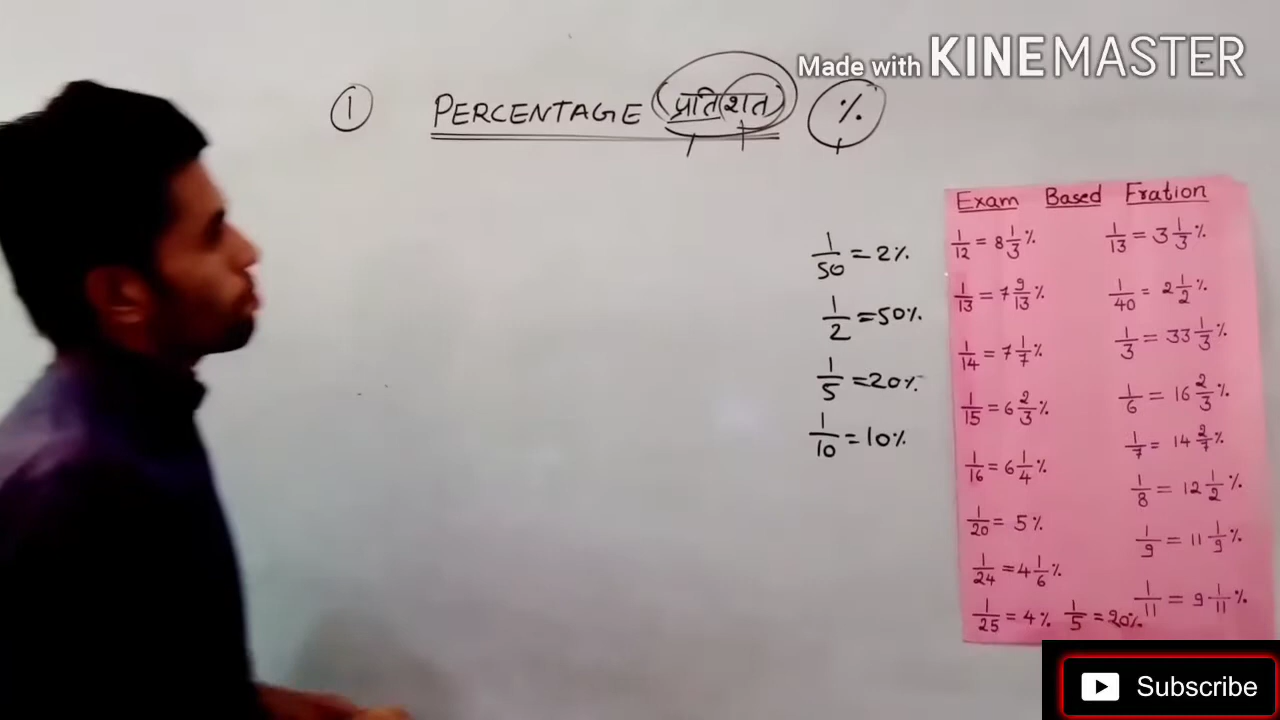 Made with KINEMASTER
① PERCENTAGE (प्रतिशत) %
1/50 = 2%
1/2 = 50%
1/5 = 20%
1/10 = 10%
Exam Based Fration
1/12 = 8 1/3 %
1/13 = 7 9/13 %
1/14 = 7 1/7 %
1/15 = 6 2/3 %
1/16 = 6 1/4 %
1/20 = 5%
1/24 = 4 1/6 %
1/25 = 4% 1/5 = 20%
1/13 = 3 1/3 %
1/40 = 2 1/2 %
1/3 = 33 1/3 %
1/6 = 16 2/3 %
1/7 = 14 2/7 %
1/8 = 12 1/2 %
1/9 = 11 1/9 %
1/11 = 9 1/11 %
Subscribe